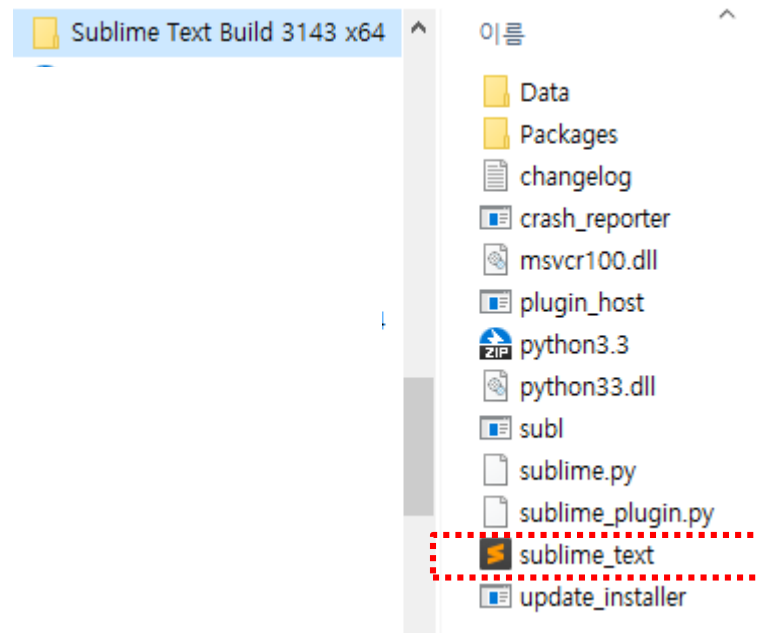 Sublime Text Build 3143 x64
이름
Data
Packages
changelog
crash_reporter
msvcr100.dll
plugin_host
ZIP python3.3
python33.dll
subl
sublime.py
sublime_plugin.py
sublime_text
update_installer